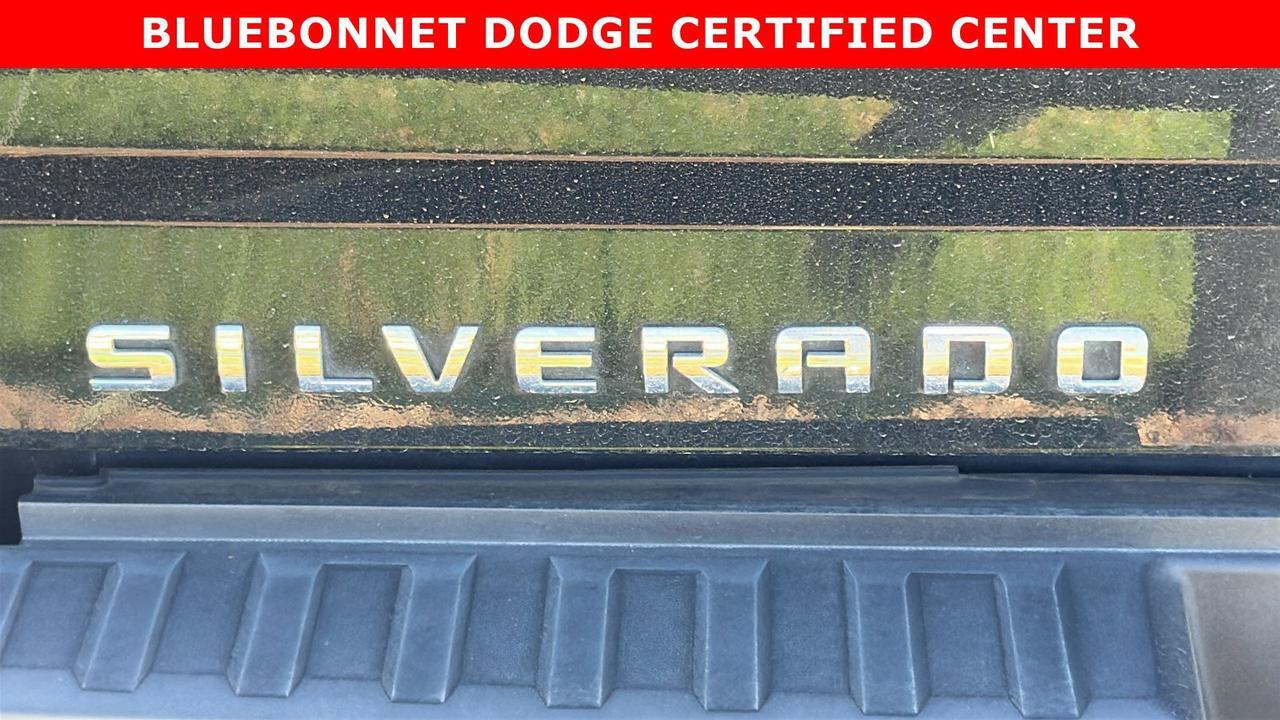 BLUEBONNET DODGE CERTIFIED CENTER
SILVERADO